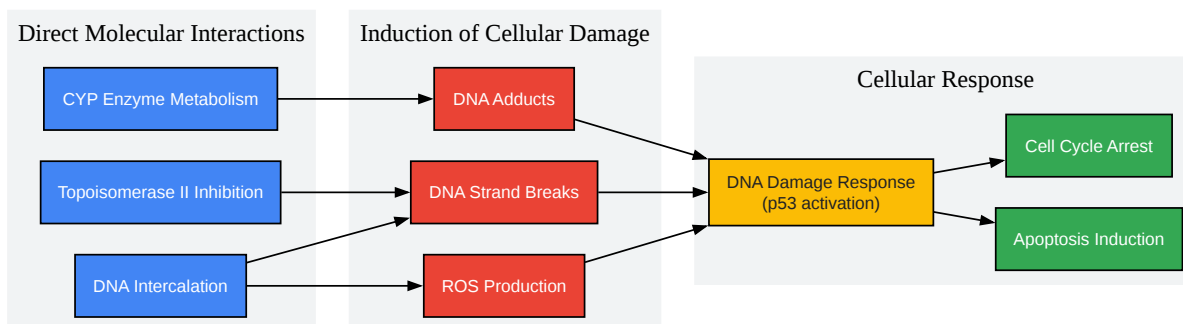 Direct Molecular Interactions
CYP Enzyme Metabolism
Topoisomerase II Inhibition
DNA Intercalation
Induction of Cellular Damage
DNA Adducts
DNA Strand Breaks
ROS Production
Cellular Response
DNA Damage Response
(p53 activation)
Cell Cycle Arrest
Apoptosis Induction